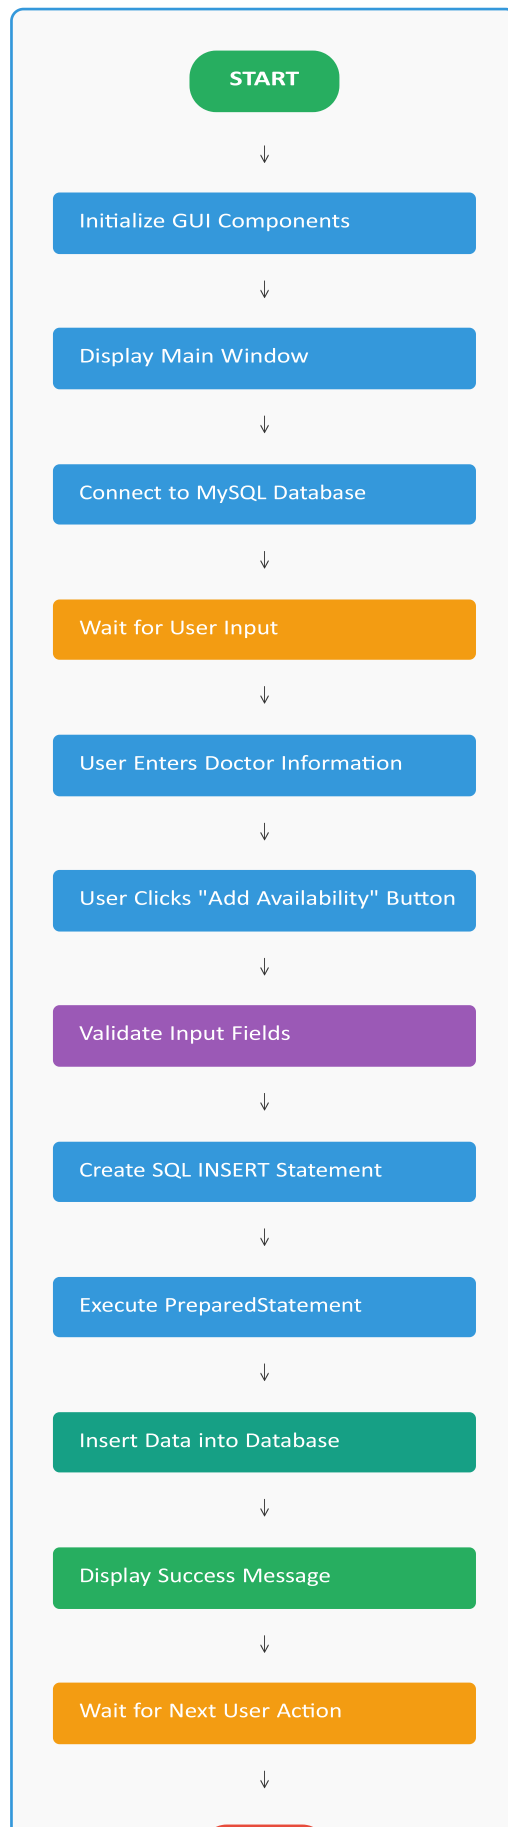 START
↓
Initialize GUI Components
↓
Display Main Window
↓
Connect to MySQL Database
↓
Wait for User Input
↓
User Enters Doctor Information
↓
User Clicks "Add Availability" Button
↓
Validate Input Fields
↓
Create SQL INSERT Statement
↓
Execute PreparedStatement
↓
Insert Data into Database
↓
Display Success Message
↓
Wait for Next User Action
↓